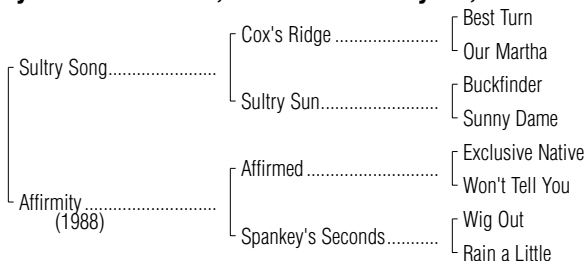 Best Turn
Cox's Ridge ..................
Our Martha
Sultry Song.......................
Buckfinder
Sultry Sun.........................
Sunny Dame
Exclusive Native
Affirmed ...........................
Won't Tell You
Affirmity ............................
(1988)
Wig Out
Spankey's Seconds...........
Rain a Little